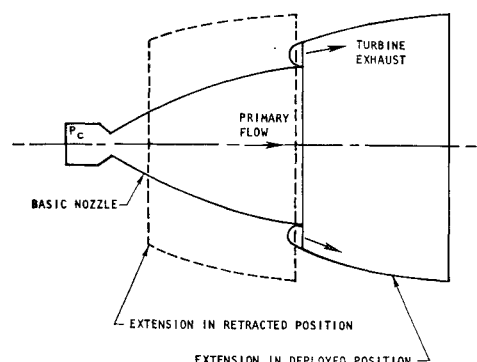 TURBINE
EXHAUST
Pc
PRIMARY
FLOW
BASIC NOZZLE
EXTENSION IN RETRACTED POSITION
EXTENSION IN DEPLOYED POSITION